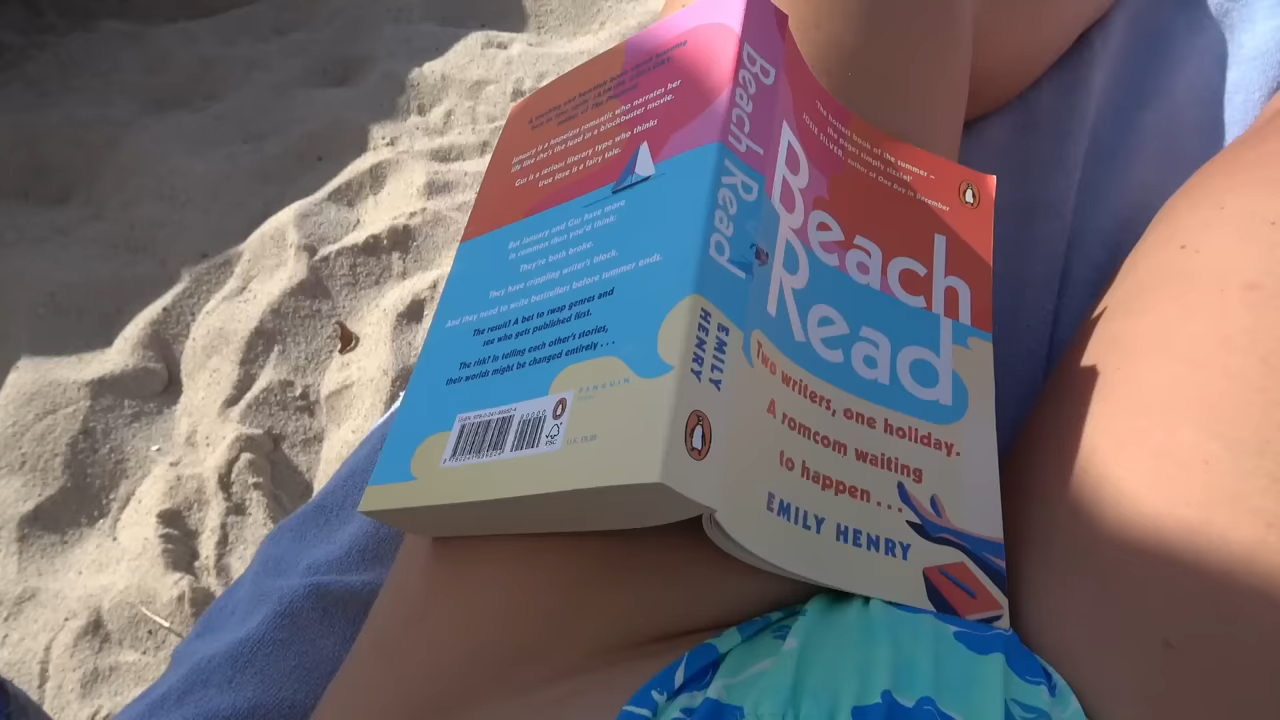 January is a hopeless romantic who narrates her
life like she's the lead in a blockbuster movie.
Gus is a serious literary type who thinks
true love is a fairy tale.
But January and Gus have more
in common than you'd think:
They're both broke.
They have crippling writer's block.
And they need to write bestsellers before summer ends.
The result? A bet to swap genres and
see who gets published first.
The risk? In telling each other's stories,
their worlds might be changed entirely . . .
PENGUIN
FSC
Beach Read
EMILY
HENRY
'The hottest book of the summer –
the pages simply sizzle!'
JOSIE SILVER, author of One Day in December
Beach
Read
Two writers, one holiday.
A romcom waiting
to happen . . .
EMILY HENRY